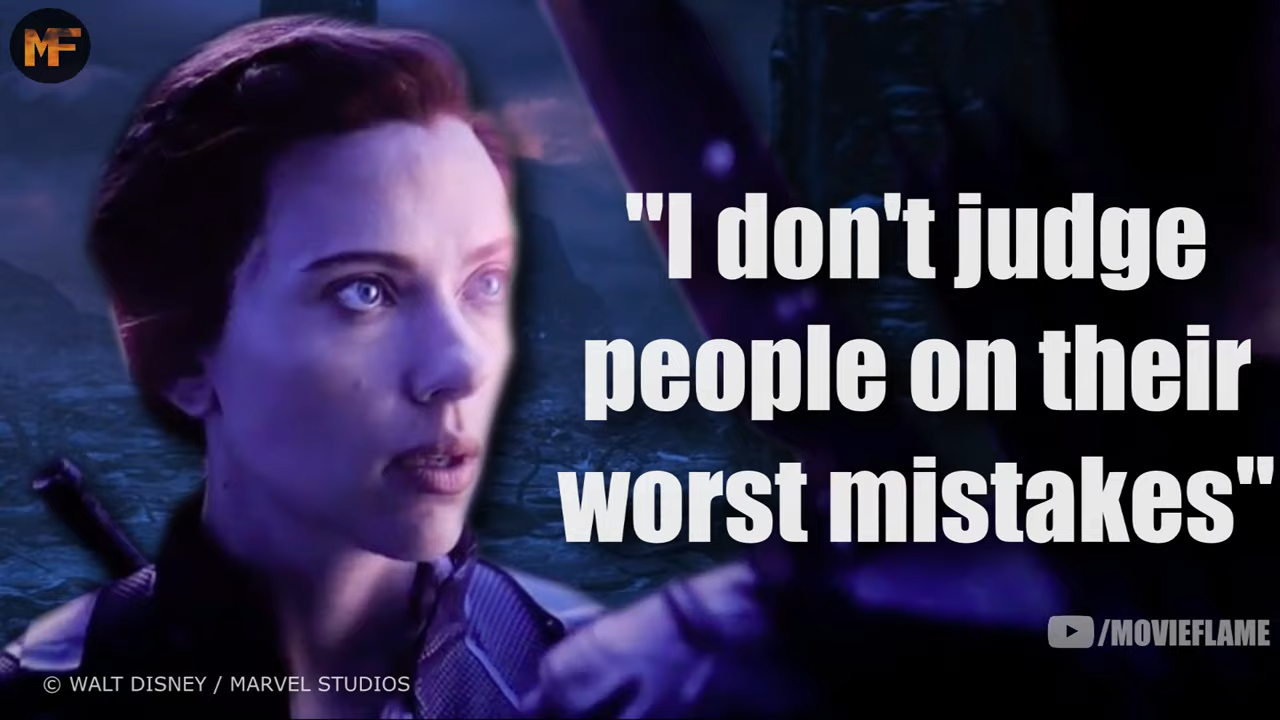 MF
"I don't judge
people on their
worst mistakes"
/MOVIEFLAME
© WALT DISNEY / MARVEL STUDIOS